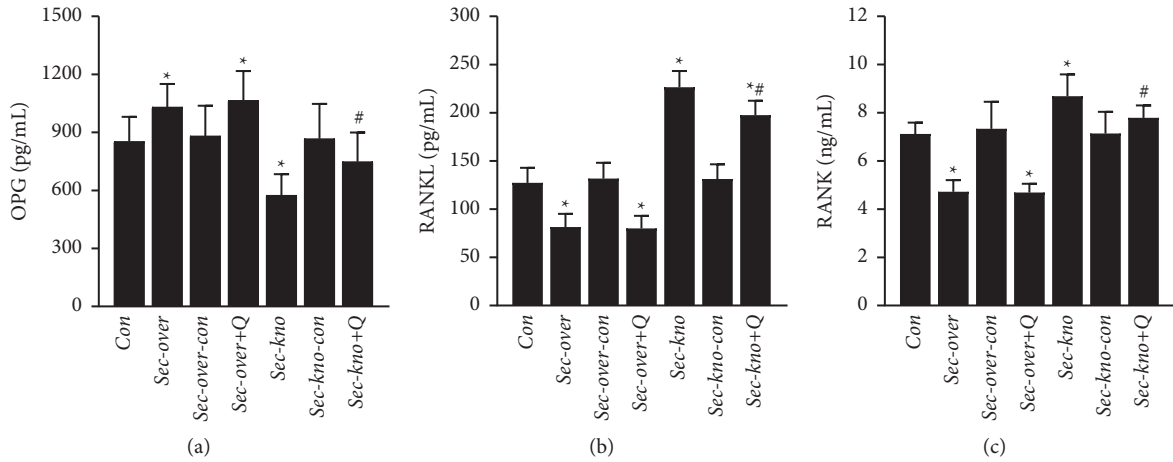 1500
1200
900
600
300
0
OPG (pg/mL)
*
*
*
#
Con
Sec-over
Sec-over-con
Sec-over+Q
Sec-kno
Sec-kno-con
Sec-kno+Q
(a)
300
250
200
150
100
50
0
RANKL (pg/mL)
*
*
*
*#
Con
Sec-over
Sec-over-con
Sec-over+Q
Sec-kno
Sec-kno-con
Sec-kno+Q
(b)
12
10
8
6
4
2
0
RANK (ng/mL)
*
*
*
#
Con
Sec-over
Sec-over-con
Sec-over+Q
Sec-kno
Sec-kno-con
Sec-kno+Q
(c)